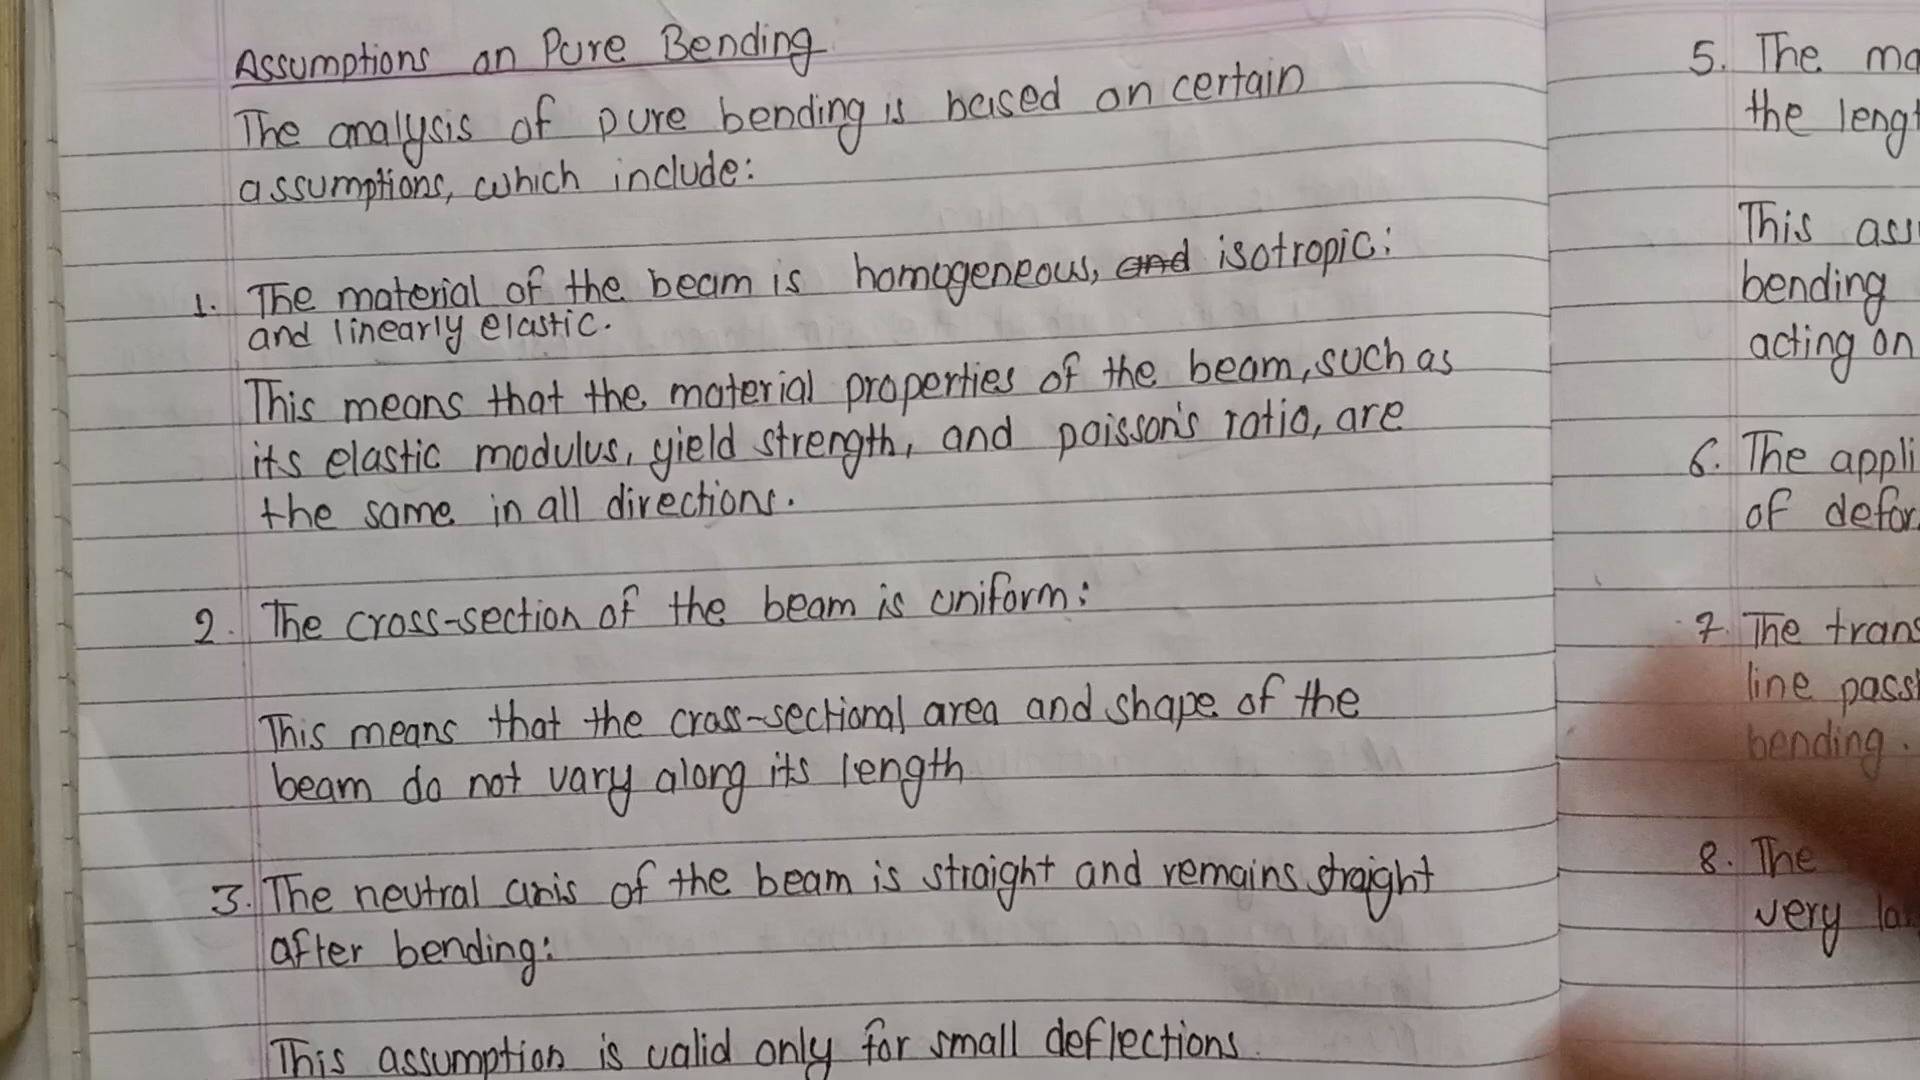 Assumptions on Pure Bending
The analysis of pure bending is based on certain
assumptions, which include:
1. The material of the beam is homogeneous, and isotropic:
and linearly elastic.
This means that the material properties of the beam, such as
its elastic modulus, yield strength, and poisson's ratio, are
the same in all directions.
2. The cross-section of the beam is uniform:
This means that the cross-sectional area and shape of the
beam do not vary along its length
3. The neutral axis of the beam is straight and remains straight
after bending:
This assumption is valid only for small deflections.
5. The
the
This
bending
acting on
6. The
of
7. The
line
bending.
8. The
very